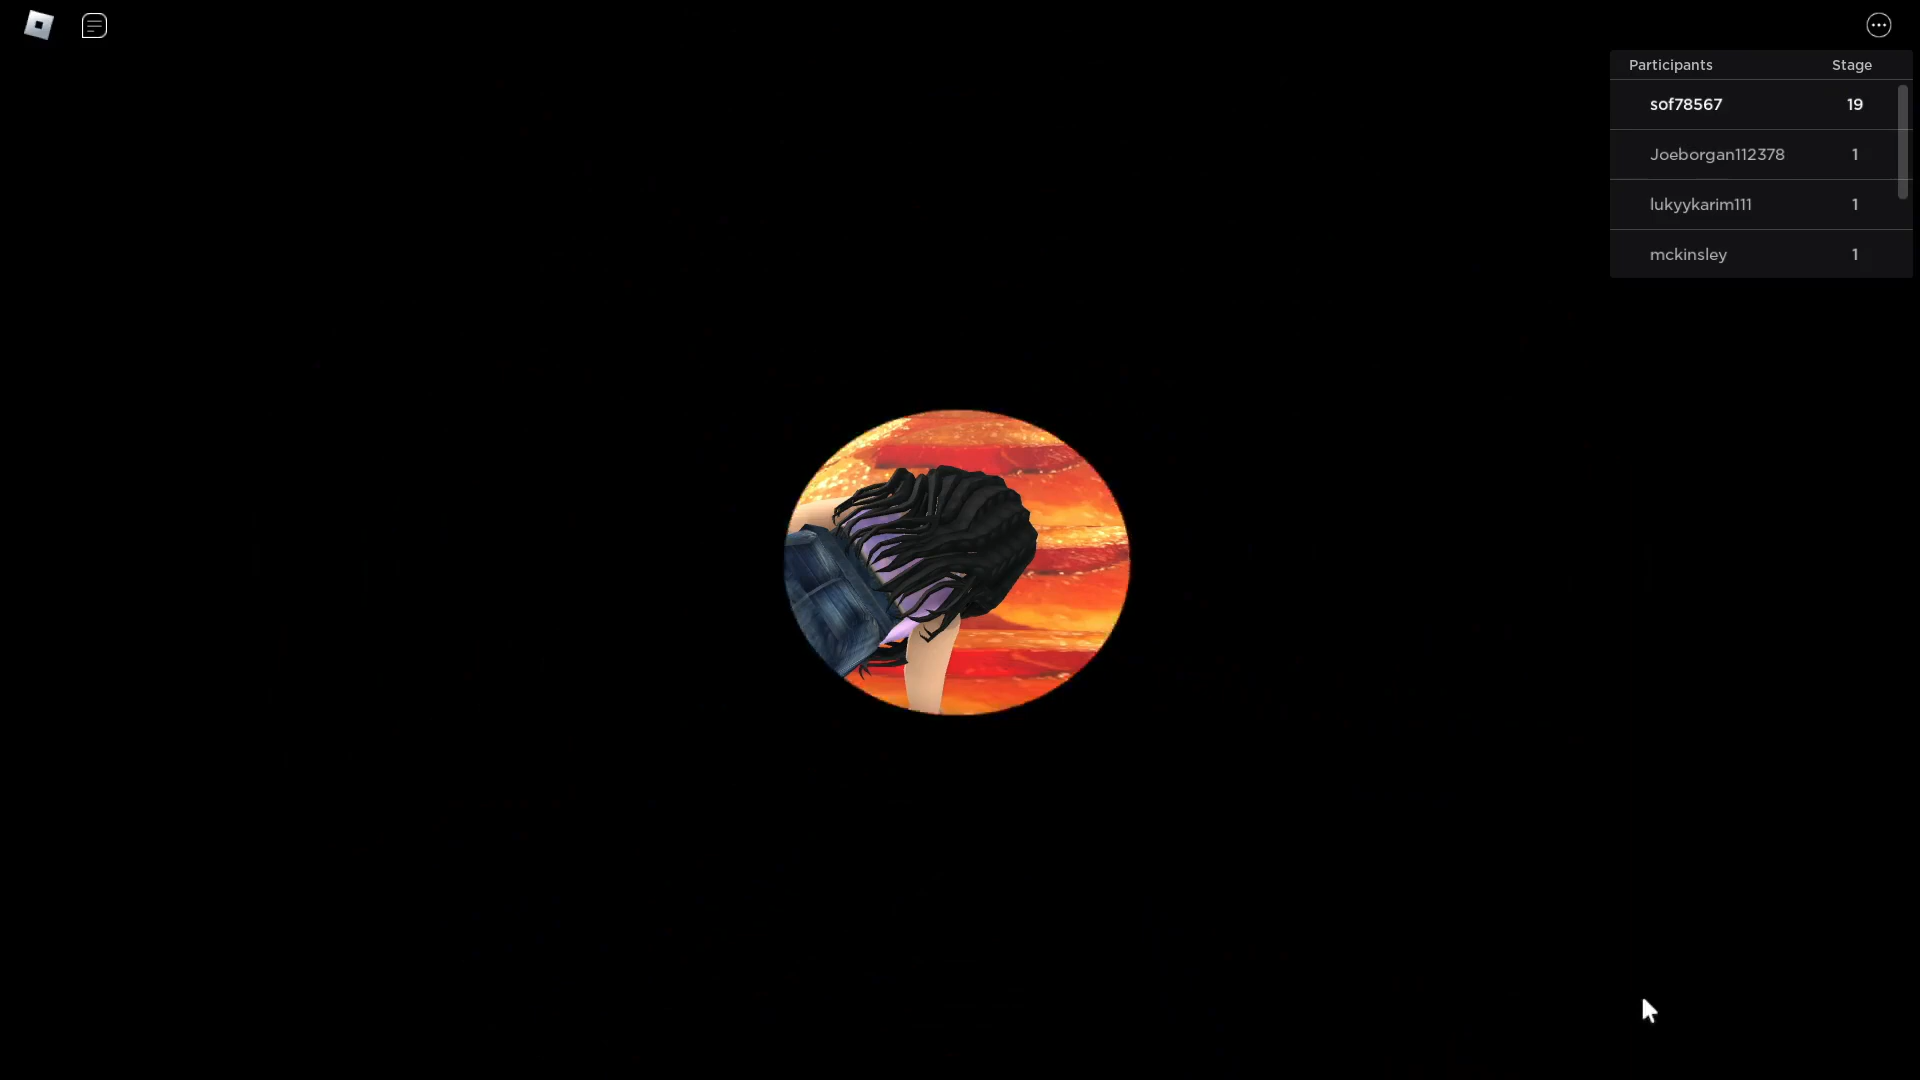 Participants Stage
sof78567 19
Joeborgan112378 1
lukyykarim111 1
mckinsley 1